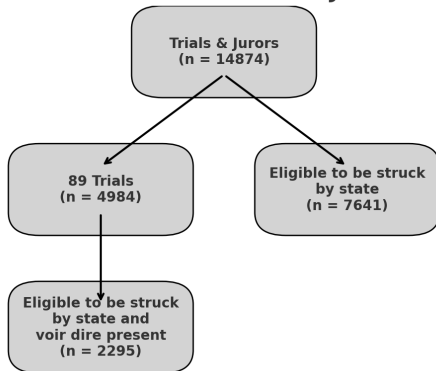 Trials & Jurors
(n = 14874)
89 Trials
(n = 4984)
Eligible to be struck
by state
(n = 7641)
Eligible to be struck
by state and
voir dire present
(n = 2295)